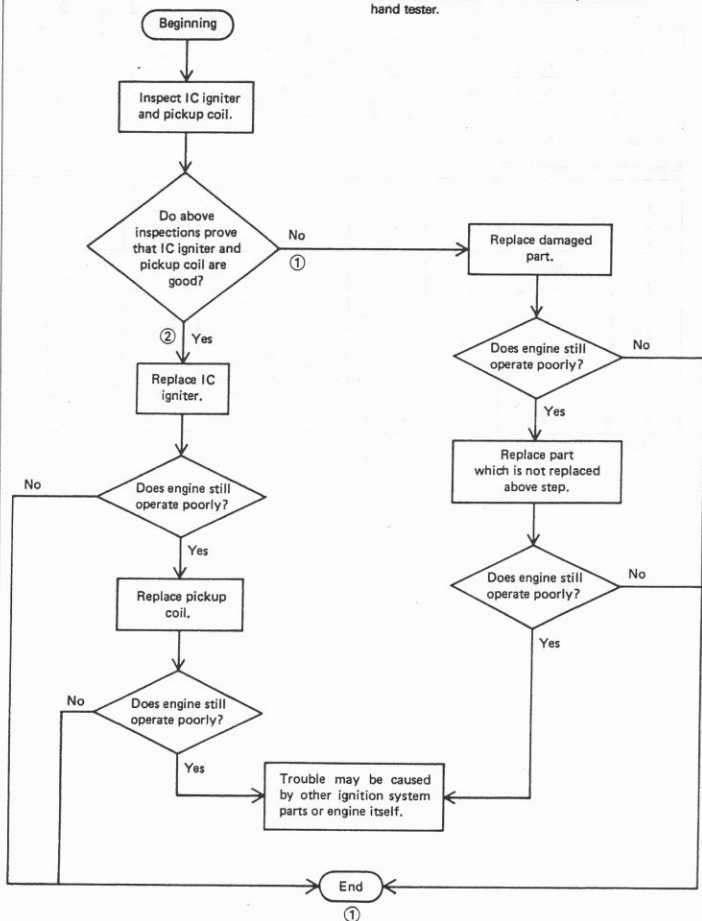 hand tester.
Beginning
Inspect IC igniter
and pickup coil.
Do above
inspections prove
that IC igniter and
pickup coil are
good?
No
①
Replace damaged
part.
② Yes
Does engine still
operate poorly?
No
Replace IC
igniter.
Yes
Replace part
which is not replaced
above step.
No
Does engine still
operate poorly?
Yes
Does engine still
operate poorly?
No
Replace pickup
coil.
Yes
No
Does engine still
operate poorly?
Yes
Trouble may be caused
by other ignition system
parts or engine itself.
End
①